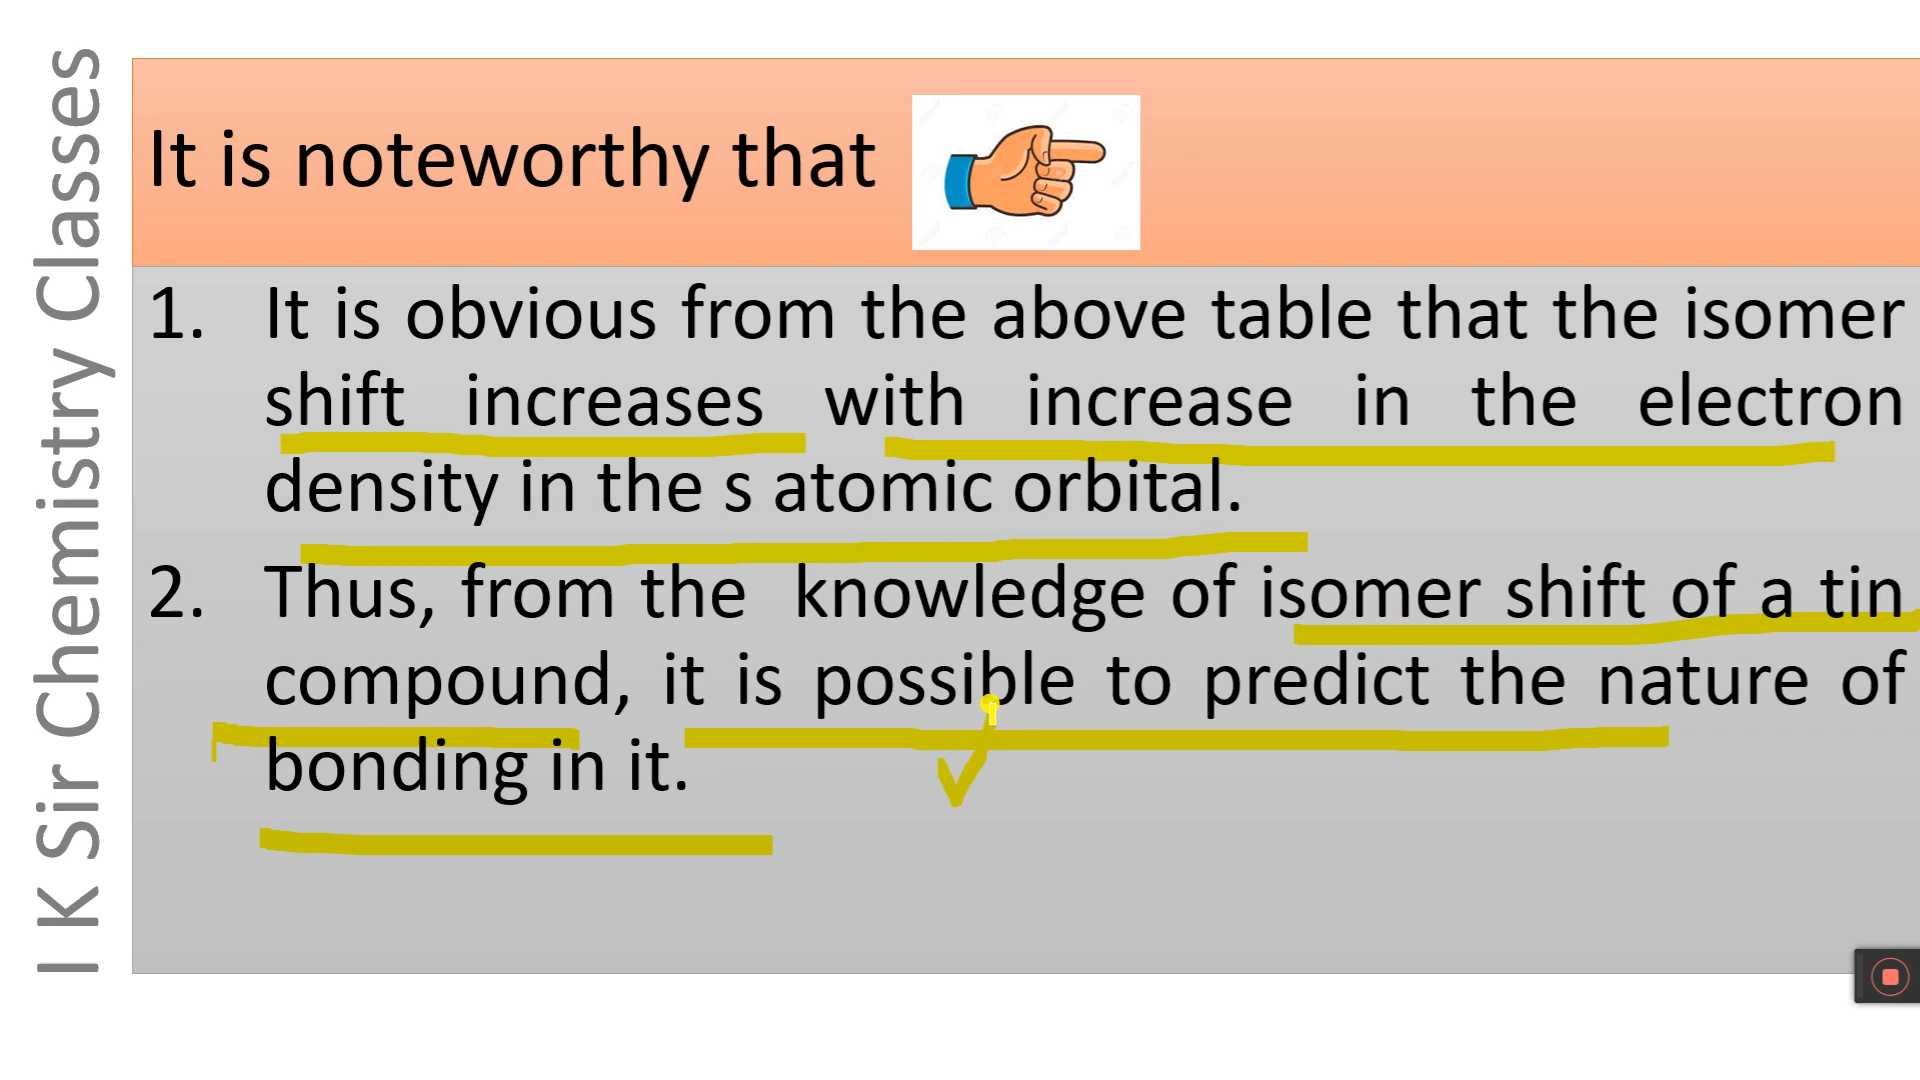 I K Sir Chemistry Classes
It is noteworthy that
1. It is obvious from the above table that the isomer
shift increases with increase in the electron
density in the s atomic orbital.
2. Thus, from the knowledge of isomer shift of a tin
compound, it is possible to predict the nature of
bonding in it.